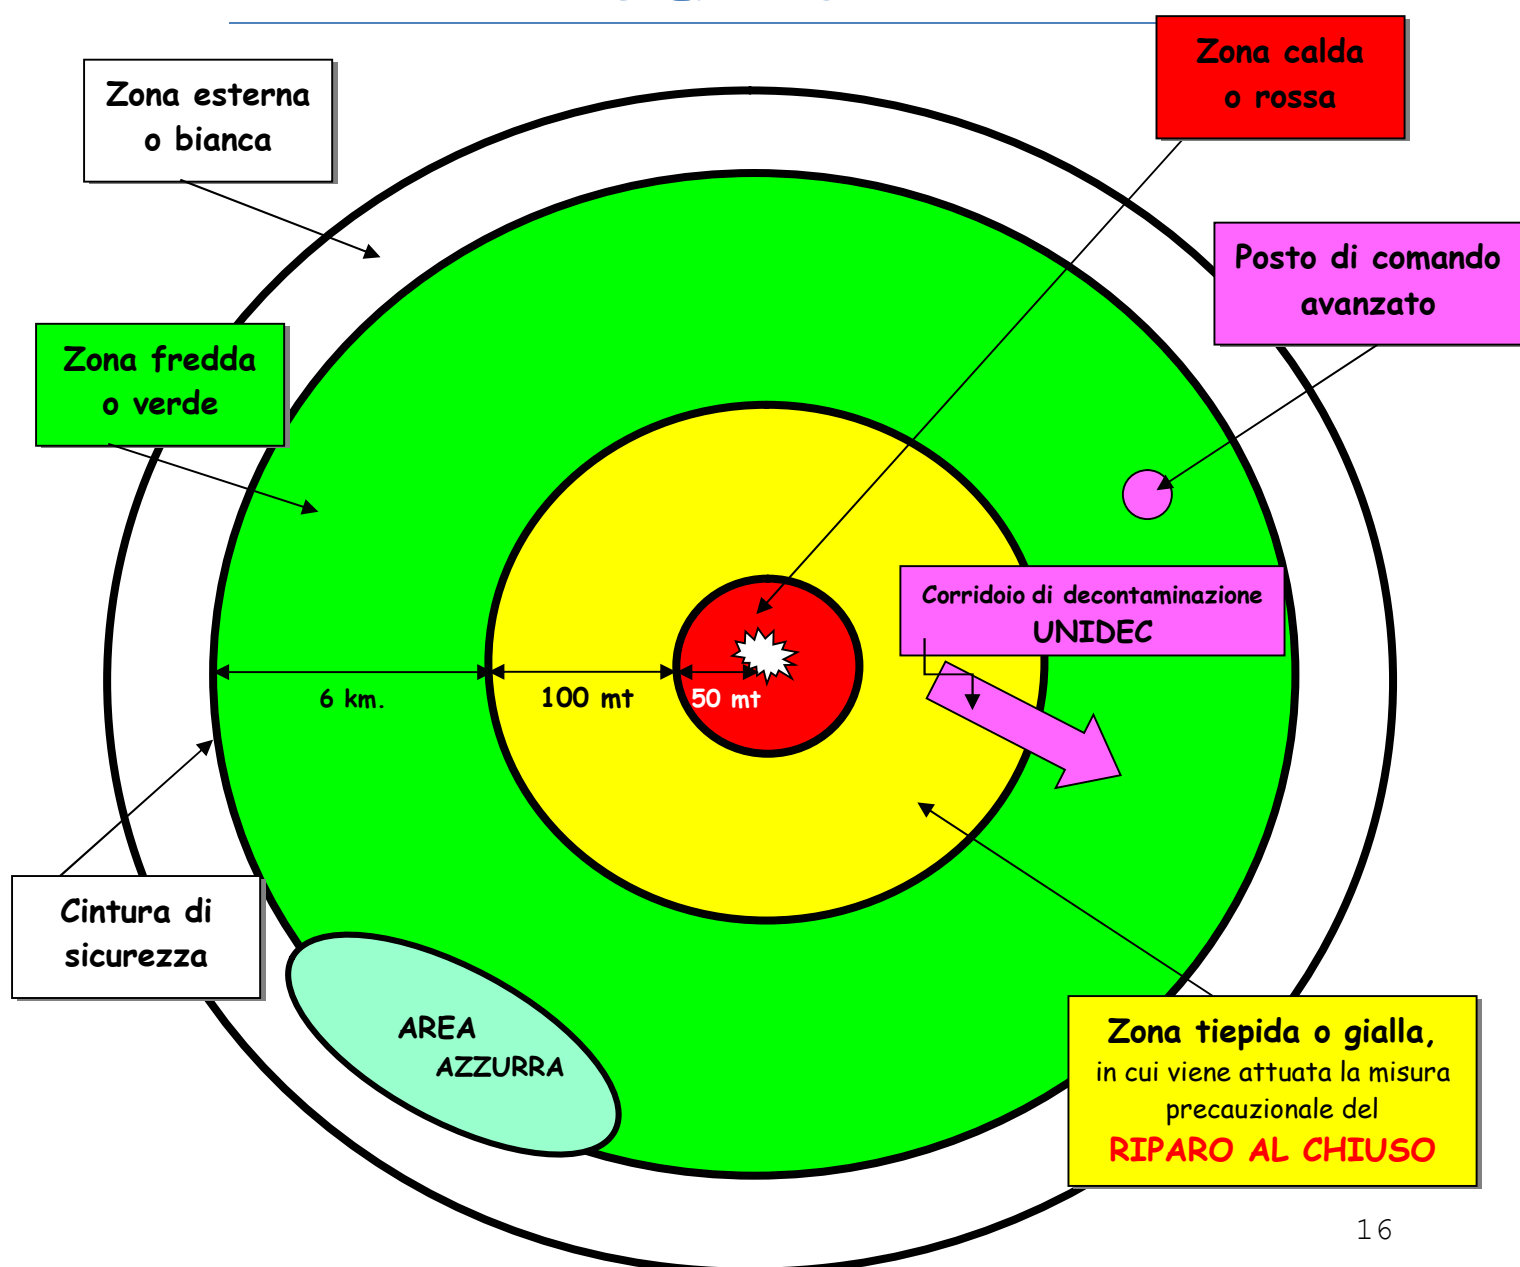 Zona calda
o rossa
Zona esterna
o bianca
Posto di comando
avanzato
Zona fredda
o verde
Corridoio di decontaminazione
UNIDEC
6 km.
100 mt
50 mt
Cintura di
sicurezza
AREA
AZZURRA
Zona tiepida o gialla,
in cui viene attuata la misura
precauzionale del
RIPARO AL CHIUSO
16